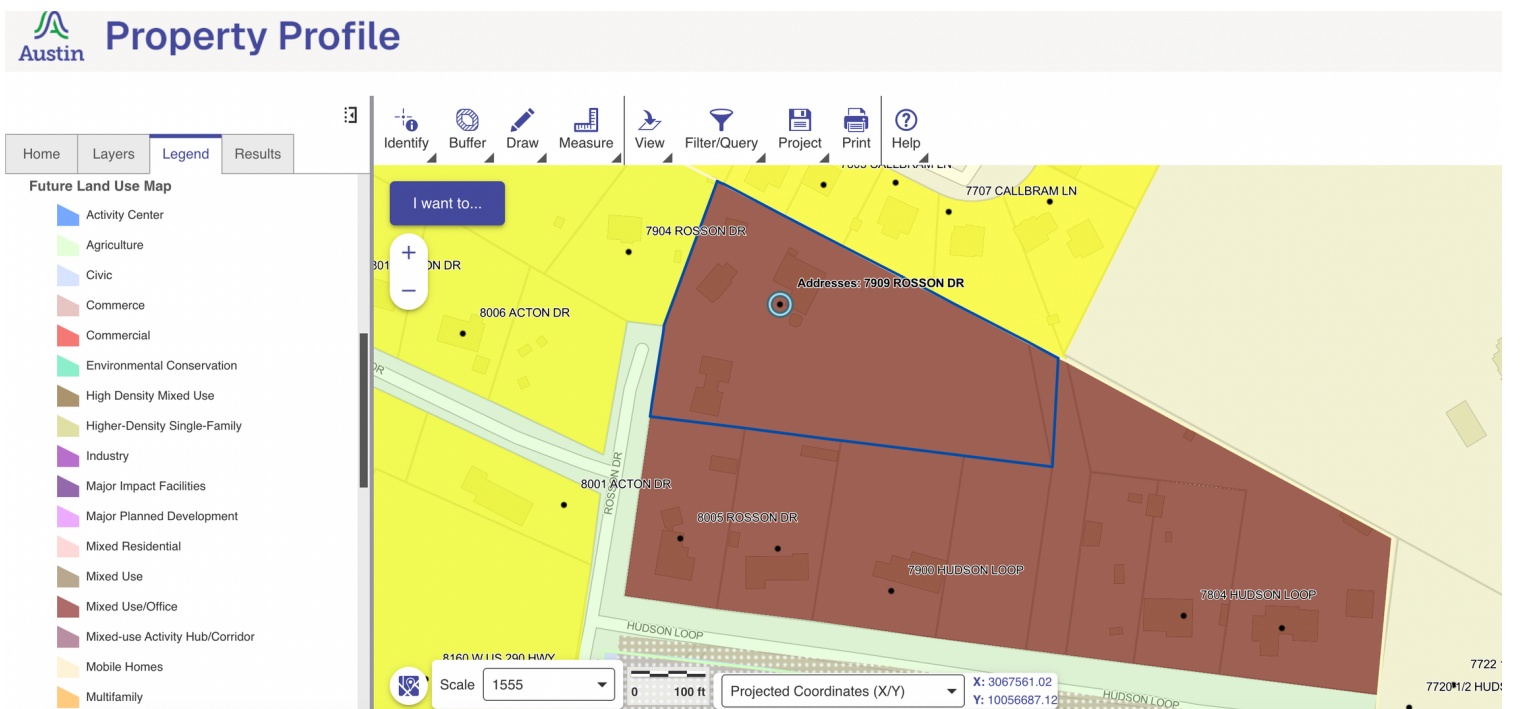 Austin
Property Profile
Home
Layers
Legend
Results
Identify
Buffer
Draw
Measure
View
Filter/Query
Project
Print
Help
Future Land Use Map
Activity Center
Agriculture
Civic
Commerce
Commercial
Environmental Conservation
High Density Mixed Use
Higher-Density Single-Family
Industry
Major Impact Facilities
Major Planned Development
Mixed Residential
Mixed Use
Mixed Use/Office
Mixed-use Activity Hub/Corridor
Mobile Homes
Multifamily
I want to...
+
−
7707 CALLBRAM LN
7904 ROSSON DR
ON DR
Addresses: 7909 ROSSON DR
8006 ACTON DR
8001 ACTON DR
ROSSON DR
8005 ROSSON DR
7900 HUDSON LOOP
7804 HUDSON LOOP
HUDSON LOOP
8160 W US 290 HWY
7722
7720 1/2 HUDS
HUDSON LOOP
Scale
1555
0 100 ft
Projected Coordinates (X/Y)
X: 3067561.02
Y: 10056687.12